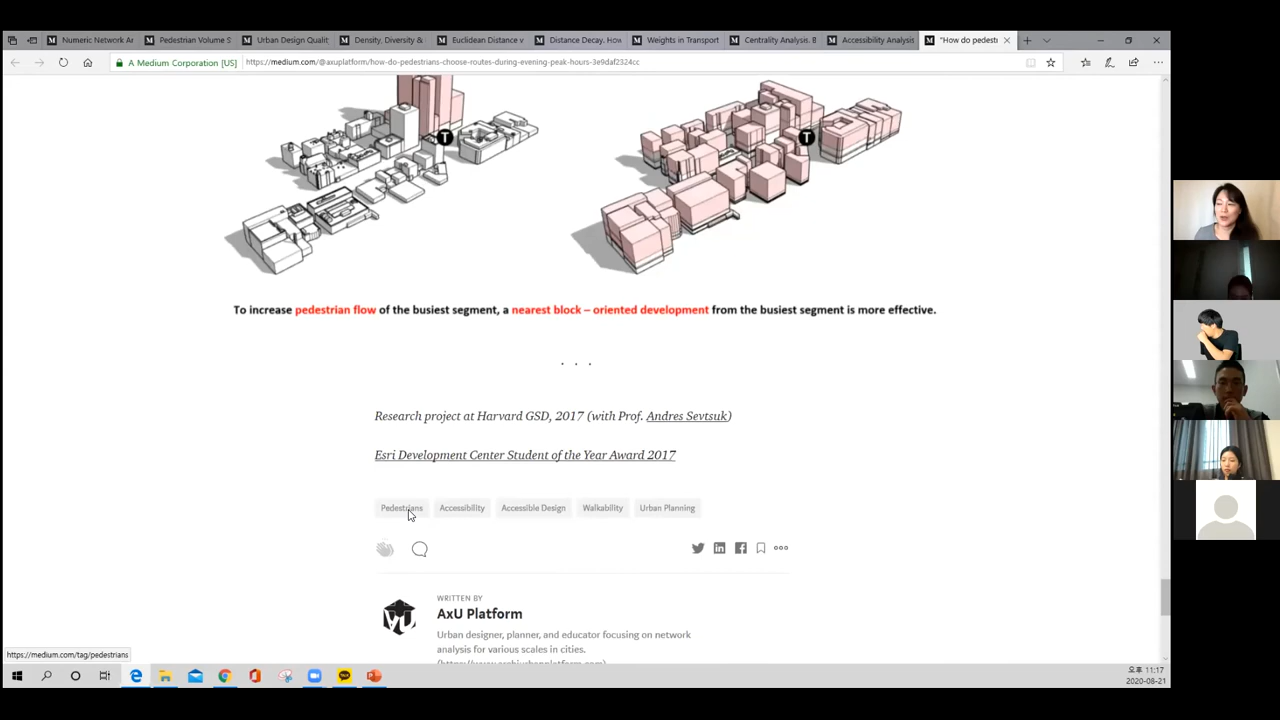 Numeric Network Ar
Pedestrian Volume S
Urban Design Qualit
Density, Diversity &
Euclidean Distance v
Distance Decay, How
Weights in Transport
Centrality Analysis. B
Accessibility Analysis
"How do pedestri
A Medium Corporation [US]
https://medium.com/@axuplatform/how-do-pedestrians-choose-routes-during-evening-peak-hours-3e9daf2324cc
T
T
To increase pedestrian flow of the busiest segment, a nearest block – oriented development from the busiest segment is more effective.
. . .
Research project at Harvard GSD, 2017 (with Prof. Andres Sevtsuk)
Esri Development Center Student of the Year Award 2017
Pedestrians
Accessibility
Accessible Design
Walkability
Urban Planning
WRITTEN BY
AxU Platform
Urban designer, planner, and educator focusing on network
analysis for various scales in cities.
https://medium.com/tag/pedestrians
오후 11:17
2020-08-21